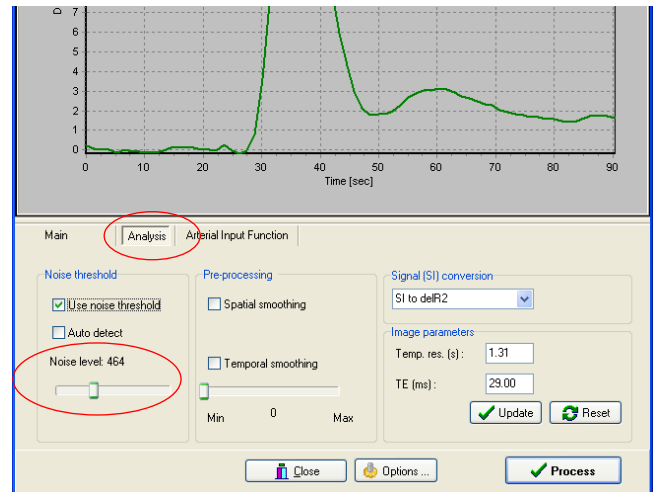 D
7
6
5
4
3
2
1
0
0 10 20 30 40 50 60 70 80 90
Time [sec]
Main Analysis Arterial Input Function
Noise threshold
Use noise threshold
Auto detect
Noise level: 464
Pre-processing
Spatial smoothing
Temporal smoothing
Min 0 Max
Signal (SI) conversion
SI to delR2
Image parameters
Temp. res. (s) : 1.31
TE (ms) : 29.00
Update Reset
Close Options ... Process